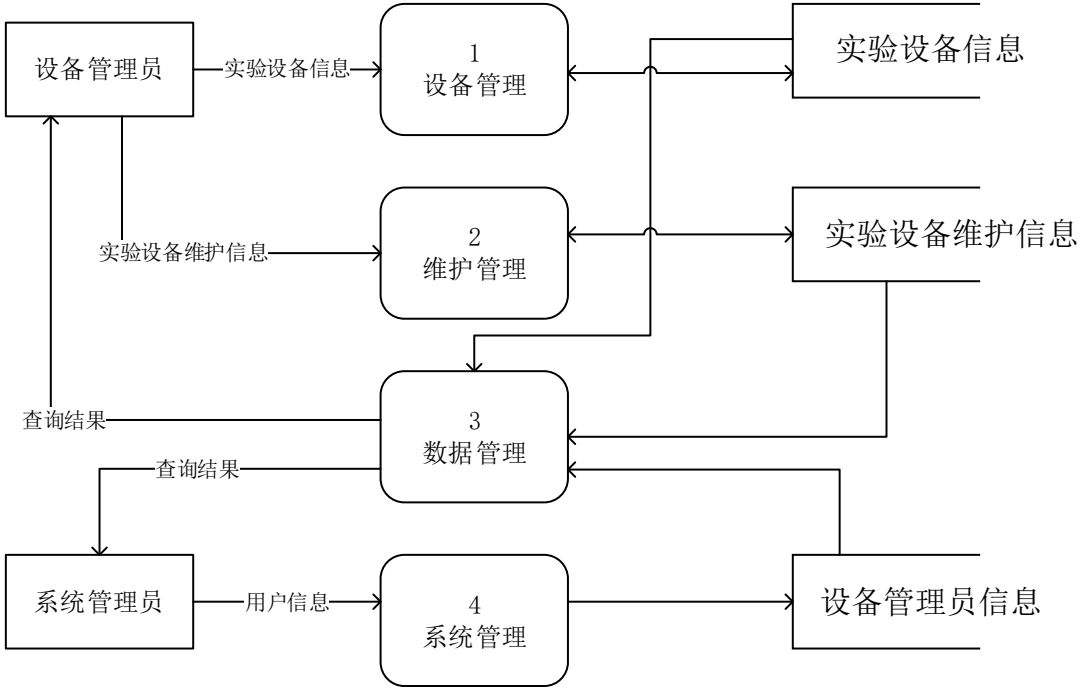 设备管理员
实验设备信息
1
设备管理
实验设备信息
实验设备维护信息
2
维护管理
实验设备维护信息
查询结果
3
数据管理
查询结果
系统管理员
用户信息
4
系统管理
设备管理员信息